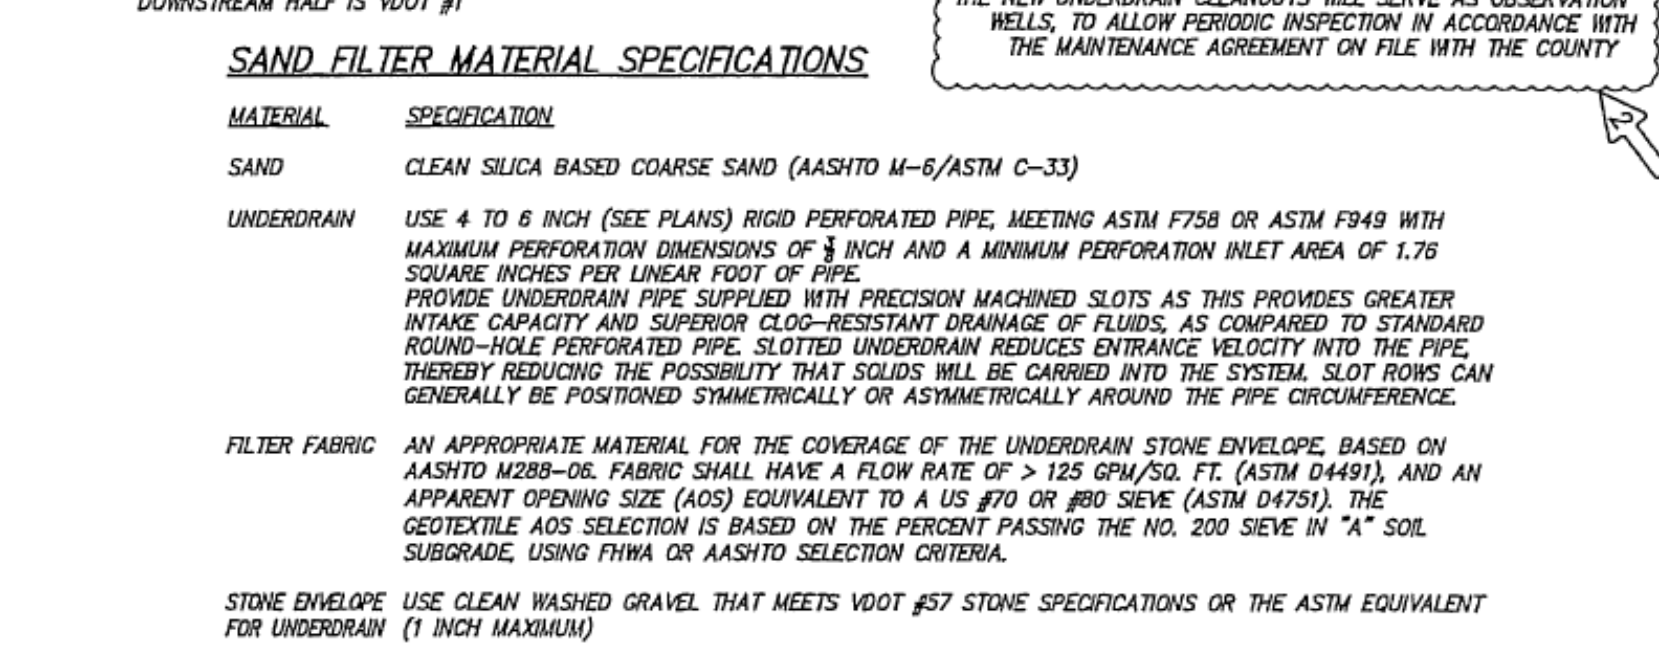 DOWNSTREAM HALF IS VDOT #1
THE NEW UNDERDRAIN CLEANOUTS WILL SERVE AS OBSERVATION
WELLS, TO ALLOW PERIODIC INSPECTION IN ACCORDANCE WITH
THE MAINTENANCE AGREEMENT ON FILE WITH THE COUNTY
2
SAND FILTER MATERIAL SPECIFICATIONS
MATERIAL SPECIFICATION
SAND CLEAN SILICA BASED COARSE SAND (AASHTO M-6/ASTM C-33)
UNDERDRAIN USE 4 TO 6 INCH (SEE PLANS) RIGID PERFORATED PIPE, MEETING ASTM F758 OR ASTM F949 WITH
MAXIMUM PERFORATION DIMENSIONS OF INCH AND A MINIMUM PERFORATION INLET AREA OF 1.76
SQUARE INCHES PER LINEAR FOOT OF PIPE.
PROVIDE UNDERDRAIN PIPE SUPPLIED WITH PRECISION MACHINED SLOTS AS THIS PROVIDES GREATER
INTAKE CAPACITY AND SUPERIOR CLOG-RESISTANT DRAINAGE OF FLUIDS, AS COMPARED TO STANDARD
ROUND-HOLE PERFORATED PIPE. SLOTTED UNDERDRAIN REDUCES ENTRANCE VELOCITY INTO THE PIPE,
THEREBY REDUCING THE POSSIBILITY THAT SOLIDS WILL BE CARRIED INTO THE SYSTEM. SLOT ROWS CAN
GENERALLY BE POSITIONED SYMMETRICALLY OR ASYMMETRICALLY AROUND THE PIPE CIRCUMFERENCE.
FILTER FABRIC AN APPROPRIATE MATERIAL FOR THE COVERAGE OF THE UNDERDRAIN STONE ENVELOPE, BASED ON
AASHTO M288-06. FABRIC SHALL HAVE A FLOW RATE OF > 125 GPM/SQ. FT. (ASTM D4491), AND AN
APPARENT OPENING SIZE (AOS) EQUIVALENT TO A US #70 OR #80 SIEVE (ASTM D4751). THE
GEOTEXTILE AOS SELECTION IS BASED ON THE PERCENT PASSING THE NO. 200 SIEVE IN "A" SOIL
SUBGRADE, USING FHWA OR AASHTO SELECTION CRITERIA.
STONE ENVELOPE USE CLEAN WASHED GRAVEL THAT MEETS VDOT #57 STONE SPECIFICATIONS OR THE ASTM EQUIVALENT
FOR UNDERDRAIN (1 INCH MAXIMUM)